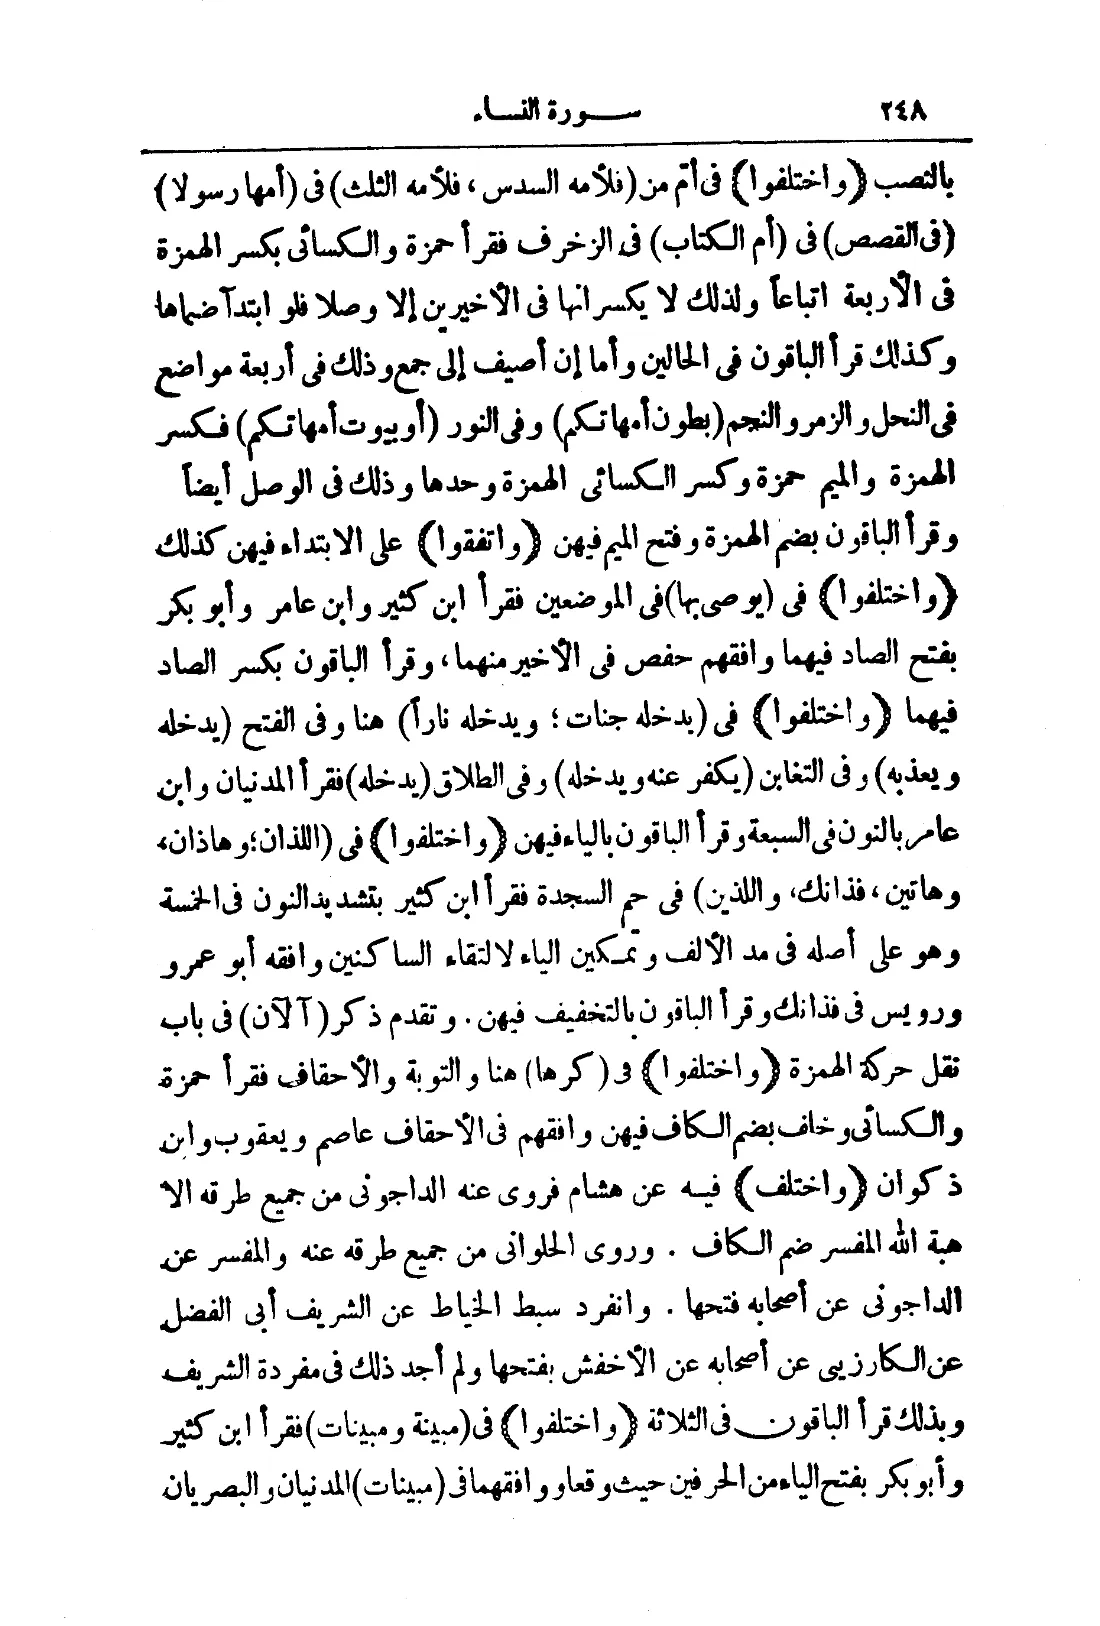 ٢٤٨ سورة النساء
بالنصب ﴿واختلفوا﴾ فى أم من (فلأمه السدس ، فلأمه الثلث) فى (أمها رسولا)
(فى القصص) فى (أم الكتاب) فى الزخرف فقرأ حمزة والكسائى بكسر الهمزة
فى الأربعة اتباعاً ولذلك لا يكسرانها فى الأخيرين إلا وصلا فلو ابتدآ ضماها
وكذلك قرأ الباقون فى الحالين وأما إن أضيف إلى جمع وذلك فى أربعة مواضع
فى النحل والزمر والنجم (بطون أمهاتكم) وفى النور (أو بيوت أمهاتكم) فكسر
الهمزة والميم حمزة وكسر الكسائى الهمزة وحدها وذلك فى الوصل أيضاً
وقرأ الباقون بضم الهمزة وفتح الميم فيهن ﴿واتفقوا﴾ على الابتداء فيهن كذلك
﴿واختلفوا﴾ فى (يوصى بها) فى الموضعين فقرأ ابن كثير وابن عامر وأبو بكر
بفتح الصاد فيهما وافقهم حفص فى الأخير منهما، وقرأ الباقون بكسر الصاد
فيهما ﴿واختلفوا﴾ فى (يدخله جنات ؛ ويدخله ناراً) هنا وفى الفتح (يدخله
ويعذبه) وفى التغابن (يكفر عنه ويدخله) وفى الطلاق (يدخله) فقرأ المدنيان وابن
عامر بالنون فى السبعة وقرأ الباقون بالياء فيهن ﴿واختلفوا﴾ فى (اللذان؛ وهاذان،
وهاتين ، فذانك، واللذين) فى حم السجدة فقرأ ابن كثير بتشديد النون فى الخمسة
وهو على أصله فى مد الألف وتمكين الياء لالتقاء الساكنين وافقه أبو عمرو
ورويس فى فذانك وقرأ الباقون بالتخفيف فيهن . وتقدم ذكر (آلآن) فى باب
نقل حركة الهمزة ﴿واختلفوا﴾ فى (كرها) هنا والتوبة والأحقاف فقرأ حمزة
والكسائى وخلف بضم الكاف فيهن وافقهم فى الأحقاف عاصم ويعقوب وابن
ذكوان ﴿واختلف﴾ فيه عن هشام فروى عنه الداجونى من جميع طرقه الا
هبة الله المفسر ضم الكاف . وروى الحلوانى من جميع طرقه عنه والمفسر عن
الداجونى عن أصحابه فتحها . وانفرد سبط الخياط عن الشريف أبى الفضل
عن الكارزينى عن أصحابه عن الأخفش بفتحها ولم أجد ذلك فى مفردة الشريف
وبذلك قرأ الباقون فى الثلاثة ﴿واختلفوا﴾ فى (مبينة ومبينات) فقرأ ابن كثير
وأبو بكر بفتح الياء من الحرفين حيث وقعا ووافقهما فى (مبينات) المدنيان والبصريان